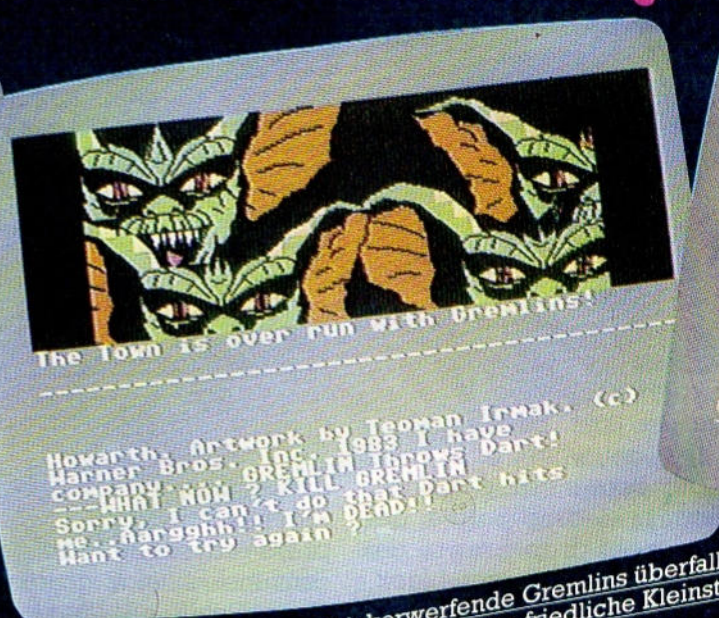 The Town is over run with Gremlins!
Howarth. Artwork by Teoman Irmak. (c)
Warner Bros. Inc. 1983 I have
company.... GREMLIN Throws Dart!
---WHAT NOW ? KILL GREMLIN
Sorry, I can't do that Dart hits
me..Aargghh!! I'm DEAD!!
Want to try again ?
Gremlins
Kleinst